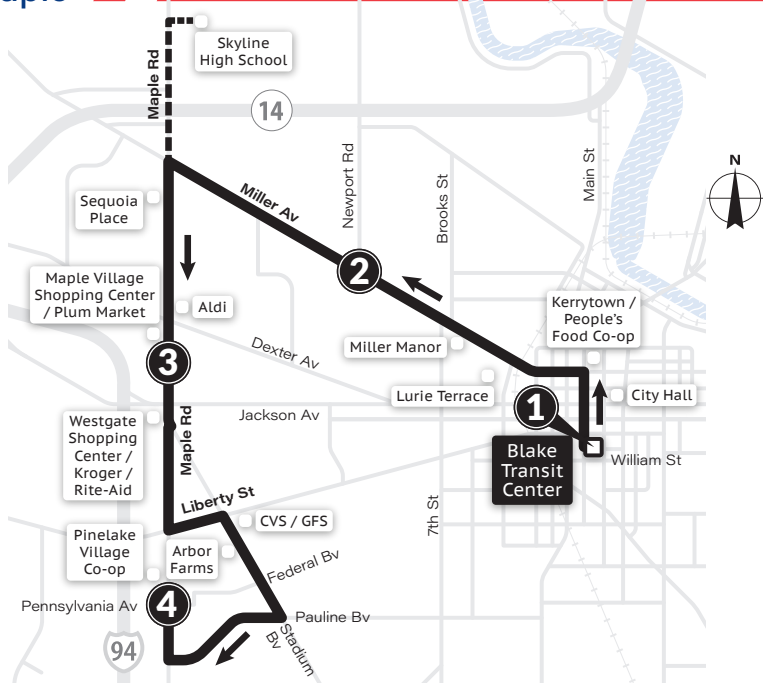 Skyline
High School
Maple Rd
14
Newport Rd
Brooks St
Main St
N
Sequoia
Place
Miller Av
2
Maple Village
Shopping Center
/ Plum Market
Aldi
Kerrytown /
People's
Food Co-op
Dexter Av
Miller Manor
3
Lurie Terrace
1
City Hall
Westgate
Shopping
Center /
Kroger /
Rite-Aid
Maple Rd
Jackson Av
Blake
Transit
Center
William St
Liberty St
7th St
CVS / GFS
Pinelake
Village
Co-op
Arbor
Farms
Federal Bv
Pennsylvania Av
4
Pauline Bv
Stadium
Bv
94